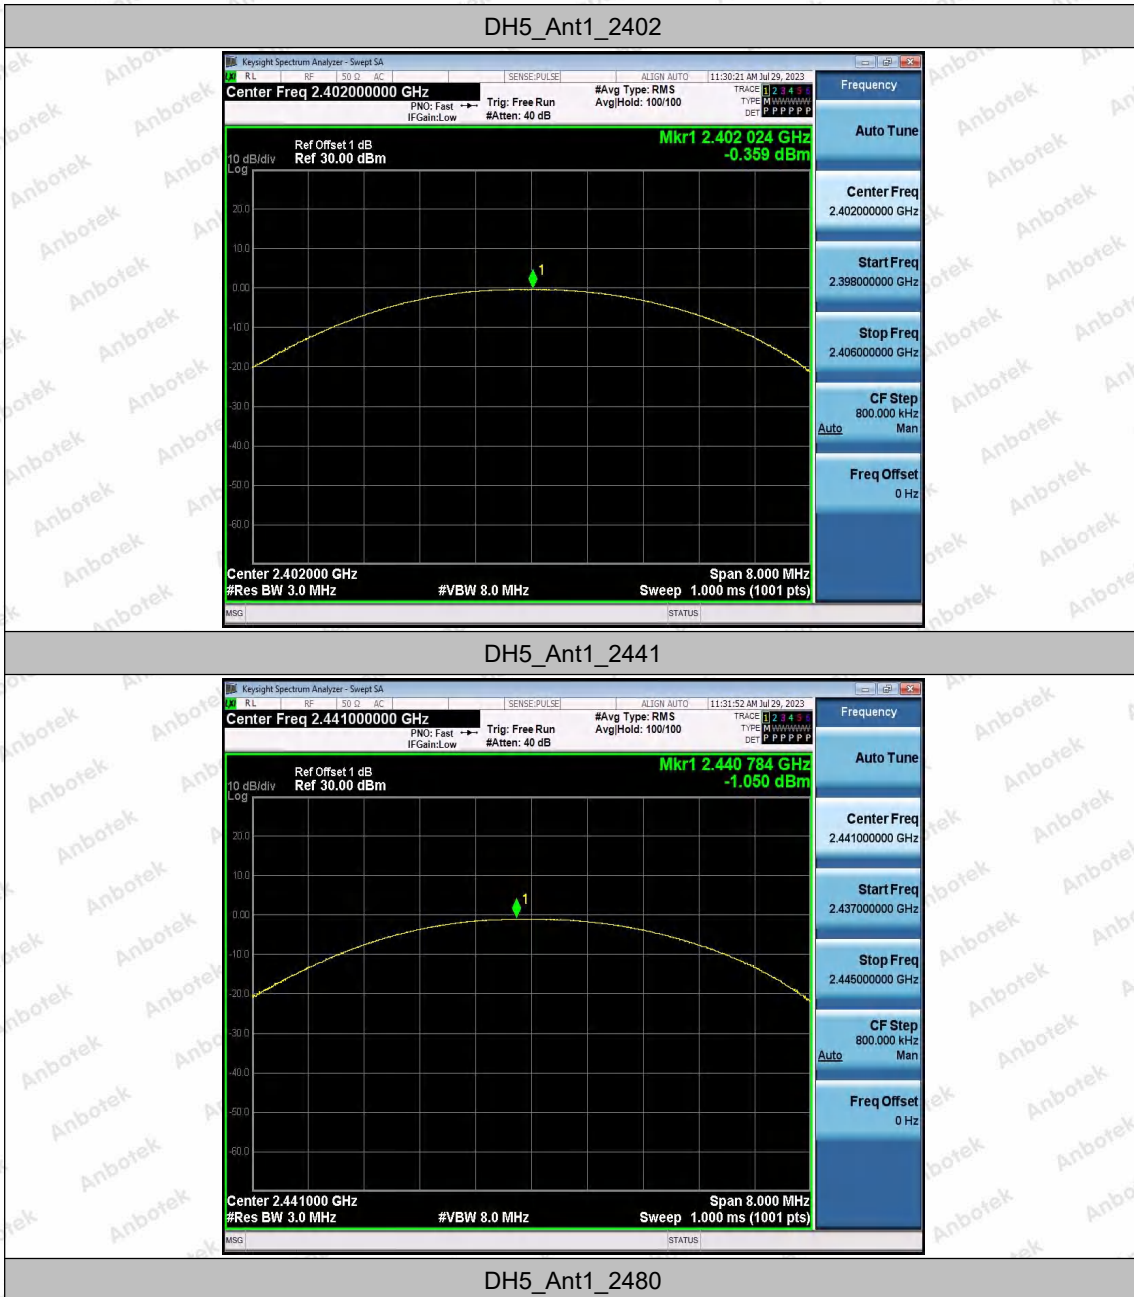 DH5_Ant1_2402
Keysight Spectrum Analyzer - Swept SA
RL RF 50 Ω AC SENSE:PULSE ALIGN AUTO 11:30:21 AM Jul 29, 2023
Center Freq 2.402000000 GHz
PNO: Fast
IFGain:Low
Trig: Free Run
#Atten: 40 dB
#Avg Type: RMS
Avg|Hold: 100/100
TRACE 1 2 3 4 5 6
TYPE M W W W W W
DET P P P P P P
Frequency
Mkr1 2.402 024 GHz
-0.359 dBm
Ref Offset 1 dB
10 dB/div Ref 30.00 dBm
Log
20.0
10.0
0.00
-10.0
-20.0
-30.0
-40.0
-50.0
-60.0
1
Auto Tune
Center Freq
2.402000000 GHz
Start Freq
2.398000000 GHz
Stop Freq
2.406000000 GHz
CF Step
800.000 kHz
Auto Man
Freq Offset
0 Hz
Center 2.402000 GHz Span 8.000 MHz
#Res BW 3.0 MHz #VBW 8.0 MHz Sweep 1.000 ms (1001 pts)
MSG STATUS
DH5_Ant1_2441
Keysight Spectrum Analyzer - Swept SA
RL RF 50 Ω AC SENSE:PULSE ALIGN AUTO 11:31:52 AM Jul 29, 2023
Center Freq 2.441000000 GHz
PNO: Fast
IFGain:Low
Trig: Free Run
#Atten: 40 dB
#Avg Type: RMS
Avg|Hold: 100/100
TRACE 1 2 3 4 5 6
TYPE M W W W W W
DET P P P P P P
Frequency
Mkr1 2.440 784 GHz
-1.050 dBm
Ref Offset 1 dB
10 dB/div Ref 30.00 dBm
Log
20.0
10.0
0.00
-10.0
-20.0
-30.0
-40.0
-50.0
-60.0
1
Auto Tune
Center Freq
2.441000000 GHz
Start Freq
2.437000000 GHz
Stop Freq
2.445000000 GHz
CF Step
800.000 kHz
Auto Man
Freq Offset
0 Hz
Center 2.441000 GHz Span 8.000 MHz
#Res BW 3.0 MHz #VBW 8.0 MHz Sweep 1.000 ms (1001 pts)
MSG STATUS
DH5_Ant1_2480
Anbotek